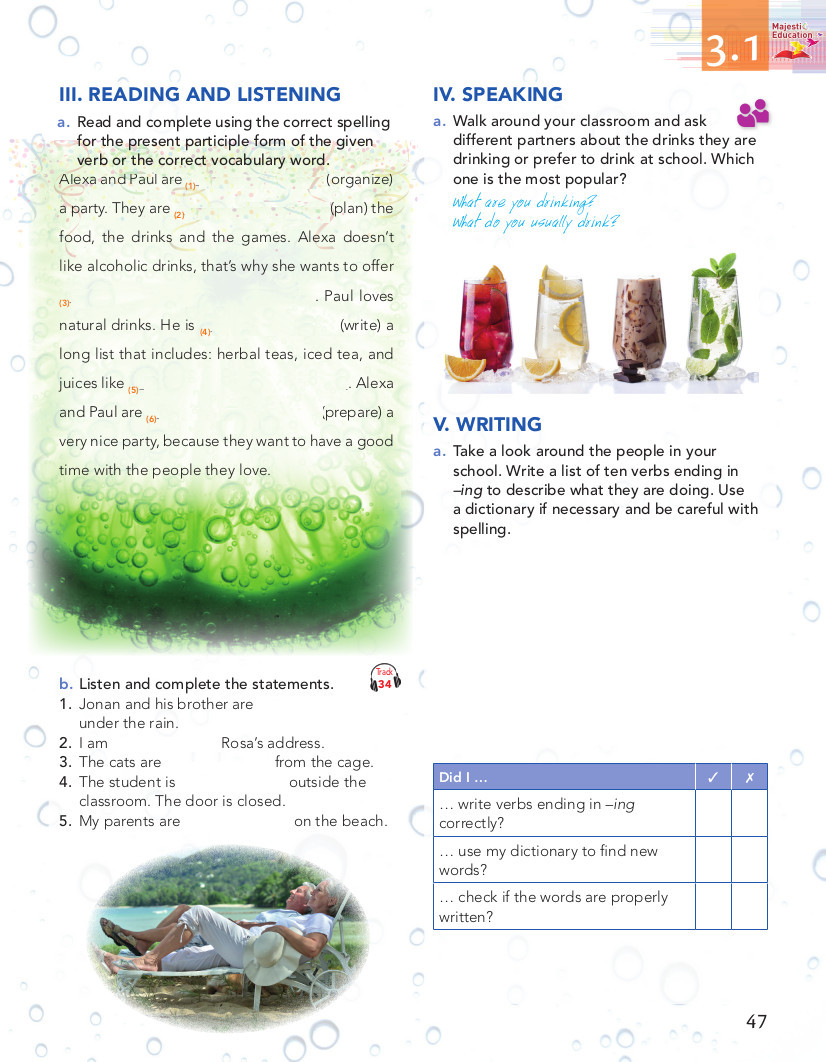 3.1
Majesti
Education
III. READING AND LISTENING
a. Read and complete using the correct spelling
for the present participle form of the given
verb or the correct vocabulary word.
Alexa and Paul are (1) (organize)
a party. They are (2) (plan) the
food, the drinks and the games. Alexa doesn't
like alcoholic drinks, that's why she wants to offer
(3) . Paul loves
natural drinks. He is (4) (write) a
long list that includes: herbal teas, iced tea, and
juices like (5) . Alexa
and Paul are (6) (prepare) a
very nice party, because they want to have a good
time with the people they love.
b. Listen and complete the statements.
Track
34
1. Jonan and his brother are
under the rain.
2. I am Rosa's address.
3. The cats are from the cage.
4. The student is outside the
classroom. The door is closed.
5. My parents are on the beach.
IV. SPEAKING
a. Walk around your classroom and ask
different partners about the drinks they are
drinking or prefer to drink at school. Which
one is the most popular?
What are you drinking?
What do you usually drink?
V. WRITING
a. Take a look around the people in your
school. Write a list of ten verbs ending in
–ing to describe what they are doing. Use
a dictionary if necessary and be careful with
spelling.
Did I ... ✓ ✗
... write verbs ending in –ing
correctly?
... use my dictionary to find new
words?
... check if the words are properly
written?
47